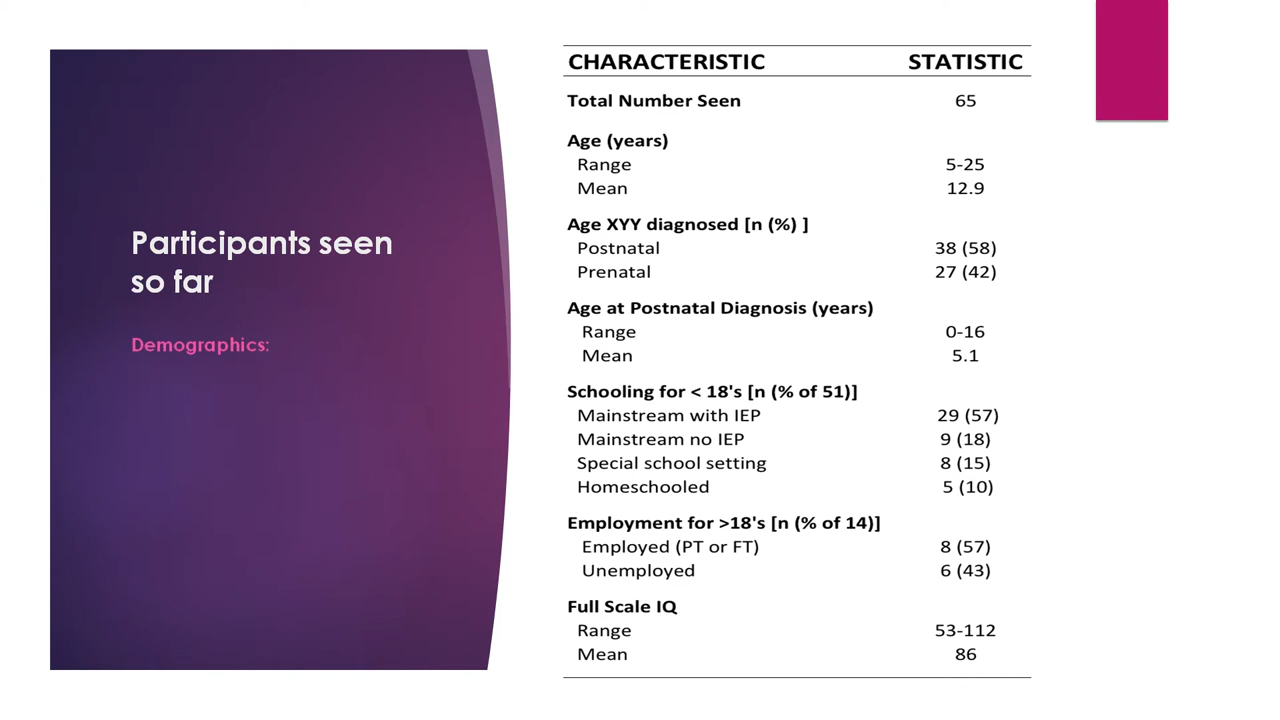 Participants seen
so far
Demographics:
CHARACTERISTIC STATISTIC
Total Number Seen 65
Age (years)
Range 5-25
Mean 12.9
Age XYY diagnosed [n (%) ]
Postnatal 38 (58)
Prenatal 27 (42)
Age at Postnatal Diagnosis (years)
Range 0-16
Mean 5.1
Schooling for < 18's [n (% of 51)]
Mainstream with IEP 29 (57)
Mainstream no IEP 9 (18)
Special school setting 8 (15)
Homeschooled 5 (10)
Employment for >18's [n (% of 14)]
Employed (PT or FT) 8 (57)
Unemployed 6 (43)
Full Scale IQ
Range 53-112
Mean 86